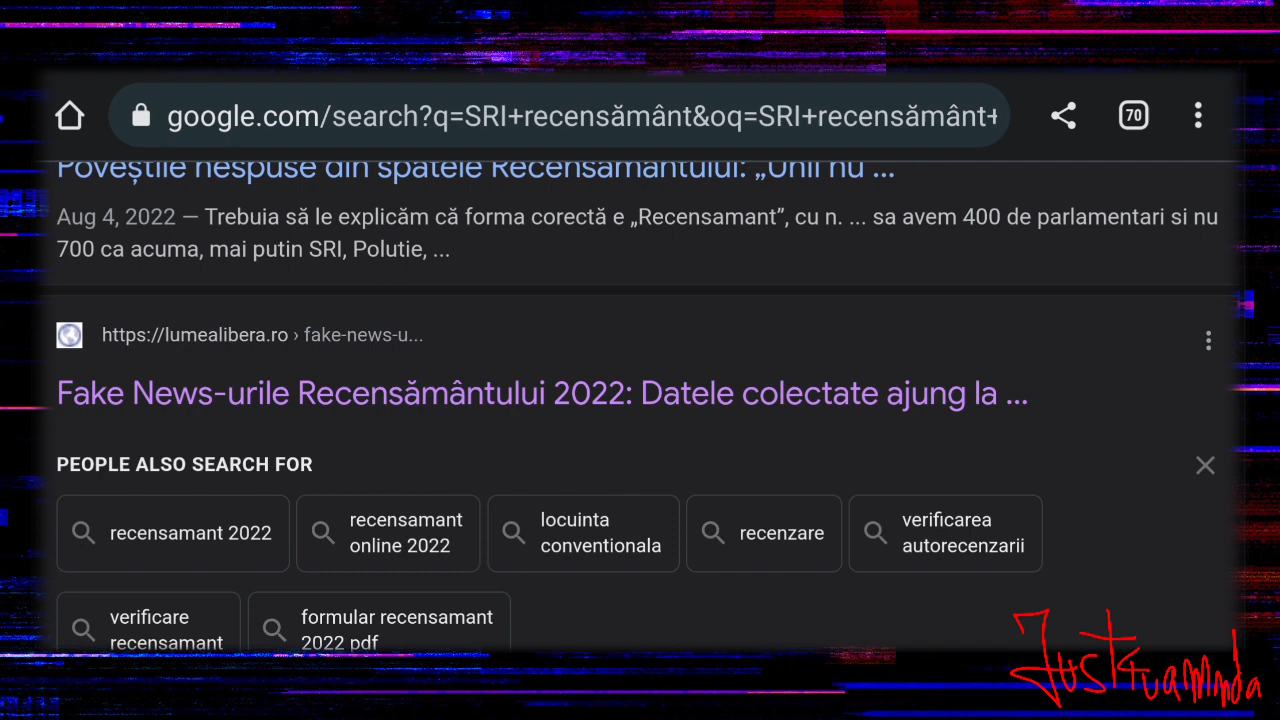 google.com/search?q=SRI+recensământ&oq=SRI+recensământ+
70
Poveștile nespuse din spatele Recensământului: „Unii nu ...
Aug 4, 2022 — Trebuia să le explicăm că forma corectă e „Recensamant”, cu n. ... sa avem 400 de parlamentari si nu
700 ca acuma, mai putin SRI, Polutie, ...
https://lumealibera.ro › fake-news-u...
Fake News-urile Recensământului 2022: Datele colectate ajung la ...
PEOPLE ALSO SEARCH FOR
recensamant 2022
recensamant
online 2022
locuinta
conventionala
recenzare
verificarea
autorecenzarii
verificare
recensamant
formular recensamant
2022 pdf